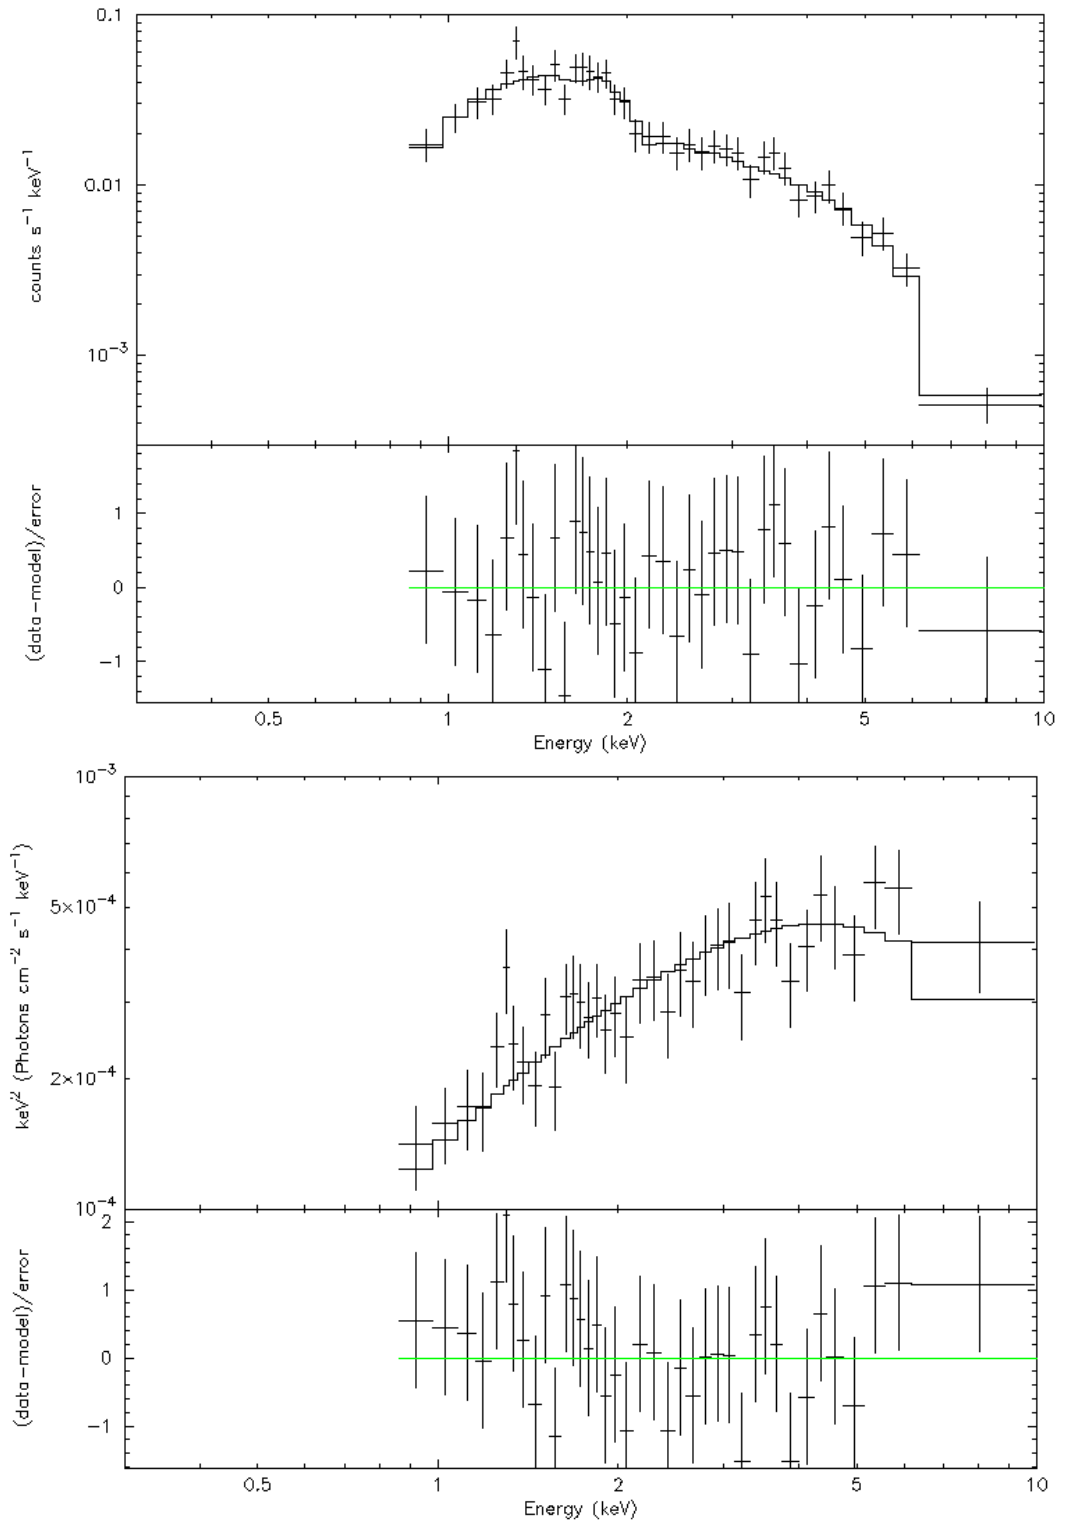 0.1
0.01
10⁻³
counts s⁻¹ keV⁻¹
1
0
−1
(data−model)/error
0.5 1 2 5 10
Energy (keV)
10⁻³
5×10⁻⁴
2×10⁻⁴
10⁻⁴
keV² (Photons cm⁻² s⁻¹ keV⁻¹)
2
1
0
−1
(data−model)/error
0.5 1 2 5 10
Energy (keV)